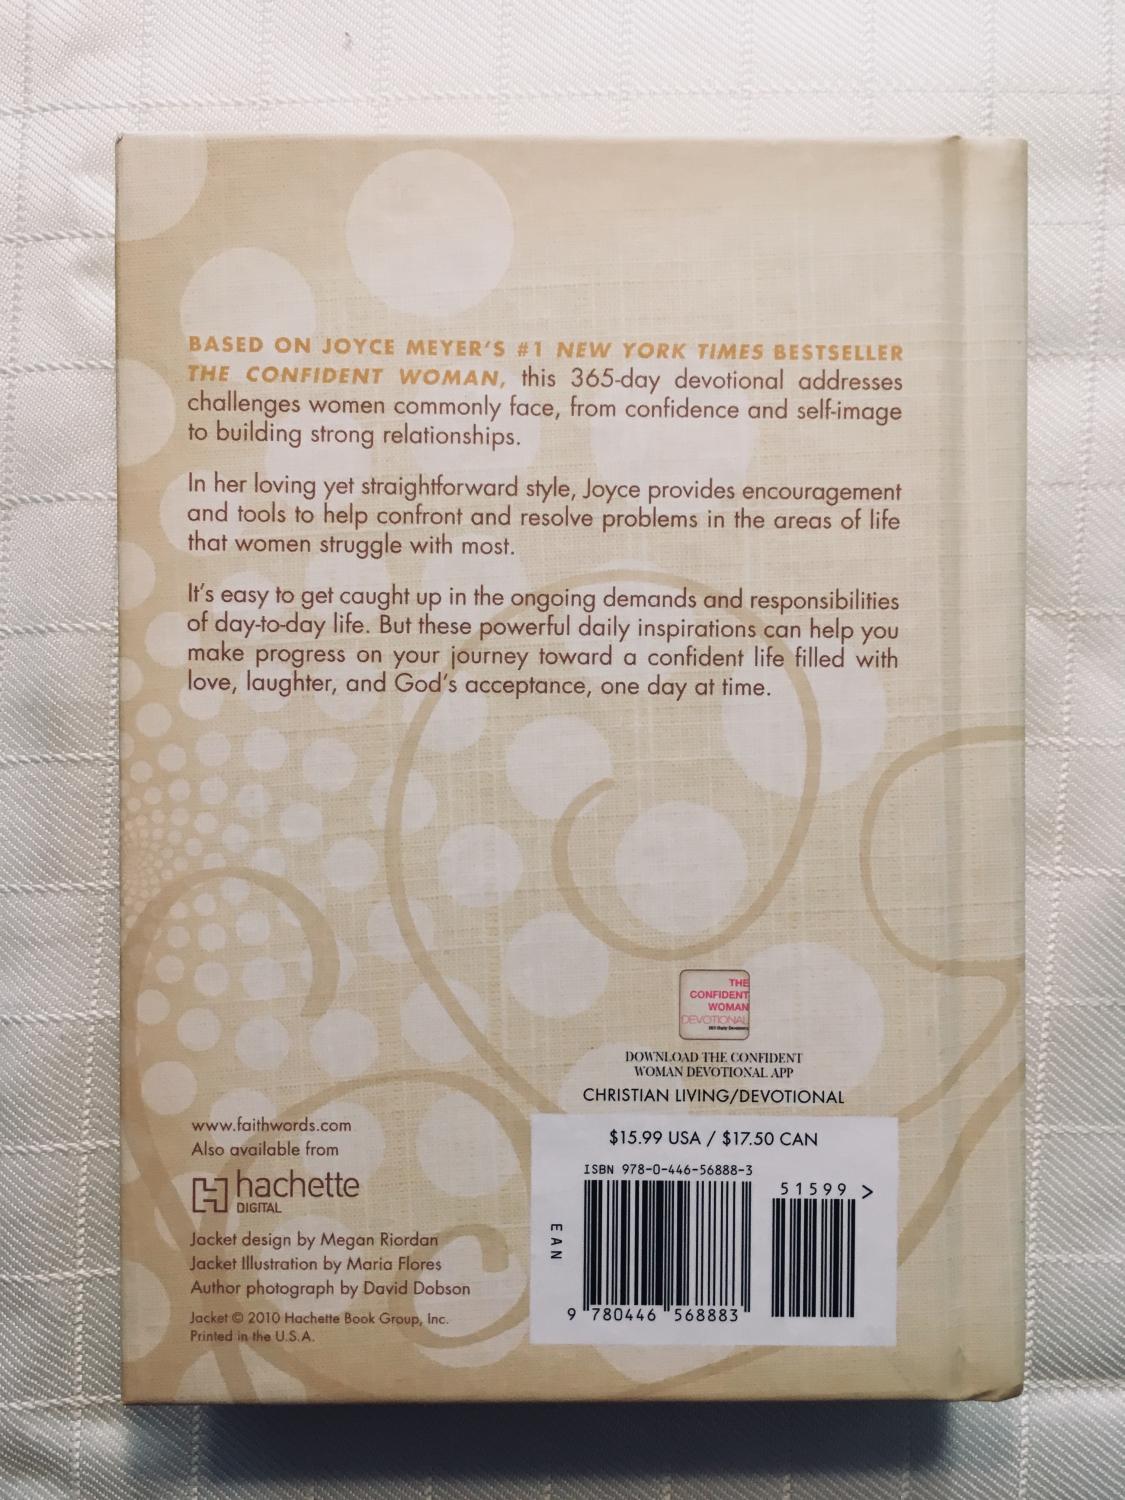 BASED ON JOYCE MEYER'S #1 NEW YORK TIMES BESTSELLER
THE CONFIDENT WOMAN, this 365-day devotional addresses
challenges women commonly face, from confidence and self-image
to building strong relationships.
In her loving yet straightforward style, Joyce provides encouragement
and tools to help confront and resolve problems in the areas of life
that women struggle with most.
It's easy to get caught up in the ongoing demands and responsibilities
of day-to-day life. But these powerful daily inspirations can help you
make progress on your journey toward a confident life filled with
love, laughter, and God's acceptance, one day at time.
THE
CONFIDENT
WOMAN
DEVOTIONAL
365 Daily Devotions
DOWNLOAD THE CONFIDENT
WOMAN DEVOTIONAL APP
CHRISTIAN LIVING/DEVOTIONAL
$15.99 USA / $17.50 CAN
ISBN 978-0-446-56888-3
51599 >
EAN
9 780446 568883
www.faithwords.com
Also available from
hachette
DIGITAL
Jacket design by Megan Riordan
Jacket Illustration by Maria Flores
Author photograph by David Dobson
Jacket © 2010 Hachette Book Group, Inc.
Printed in the U.S.A.